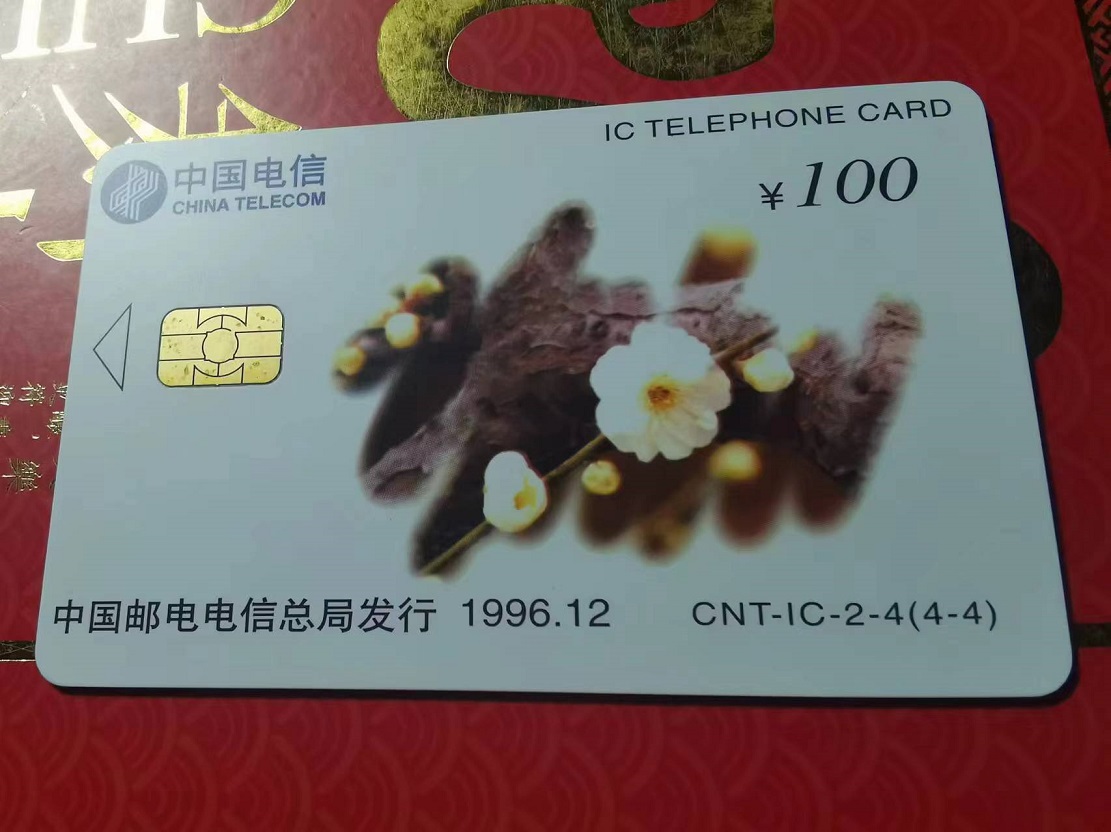 IC TELEPHONE CARD
中国电信
CHINA TELECOM
¥100
中国邮电电信总局发行 1996.12
CNT-IC-2-4(4-4)